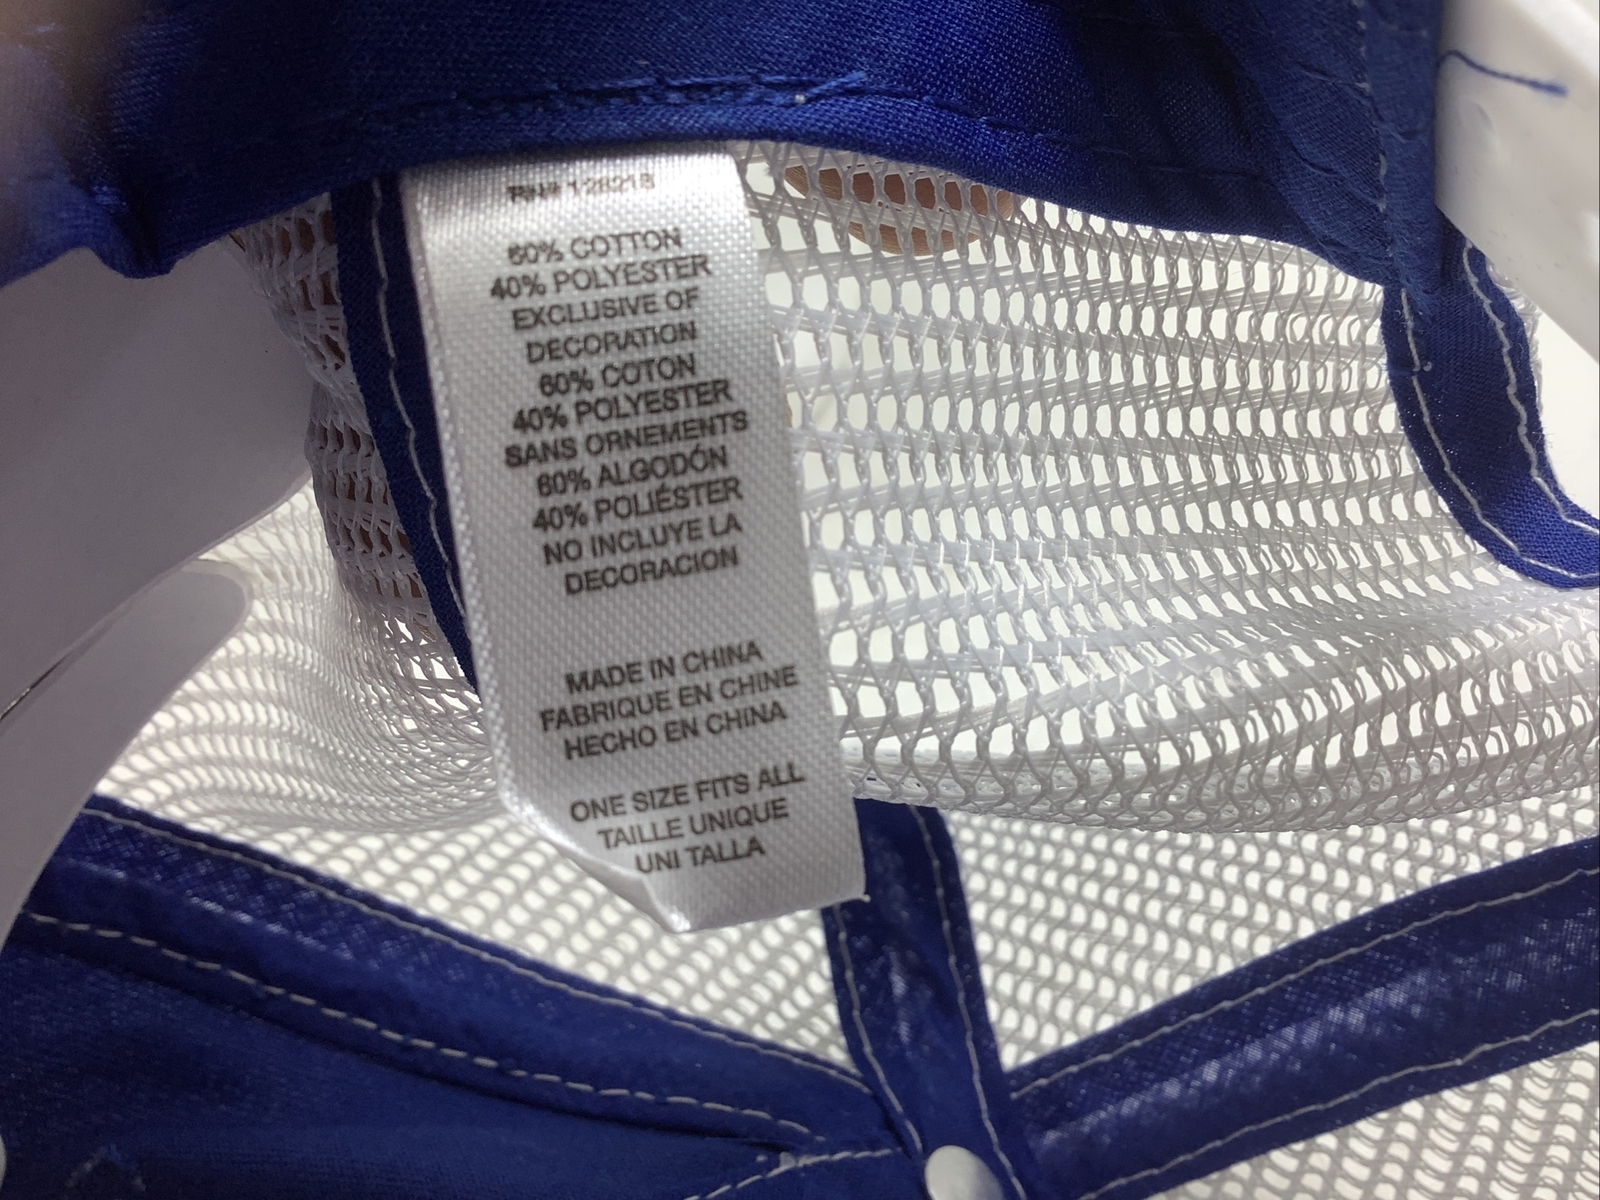 RN# 128218
60% COTTON
40% POLYESTER
EXCLUSIVE OF
DECORATION
60% COTON
40% POLYESTER
SANS ORNEMENTS
60% ALGODÓN
40% POLIÉSTER
NO INCLUYE LA
DECORACION
MADE IN CHINA
FABRIQUE EN CHINE
HECHO EN CHINA
ONE SIZE FITS ALL
TAILLE UNIQUE
UNI TALLA